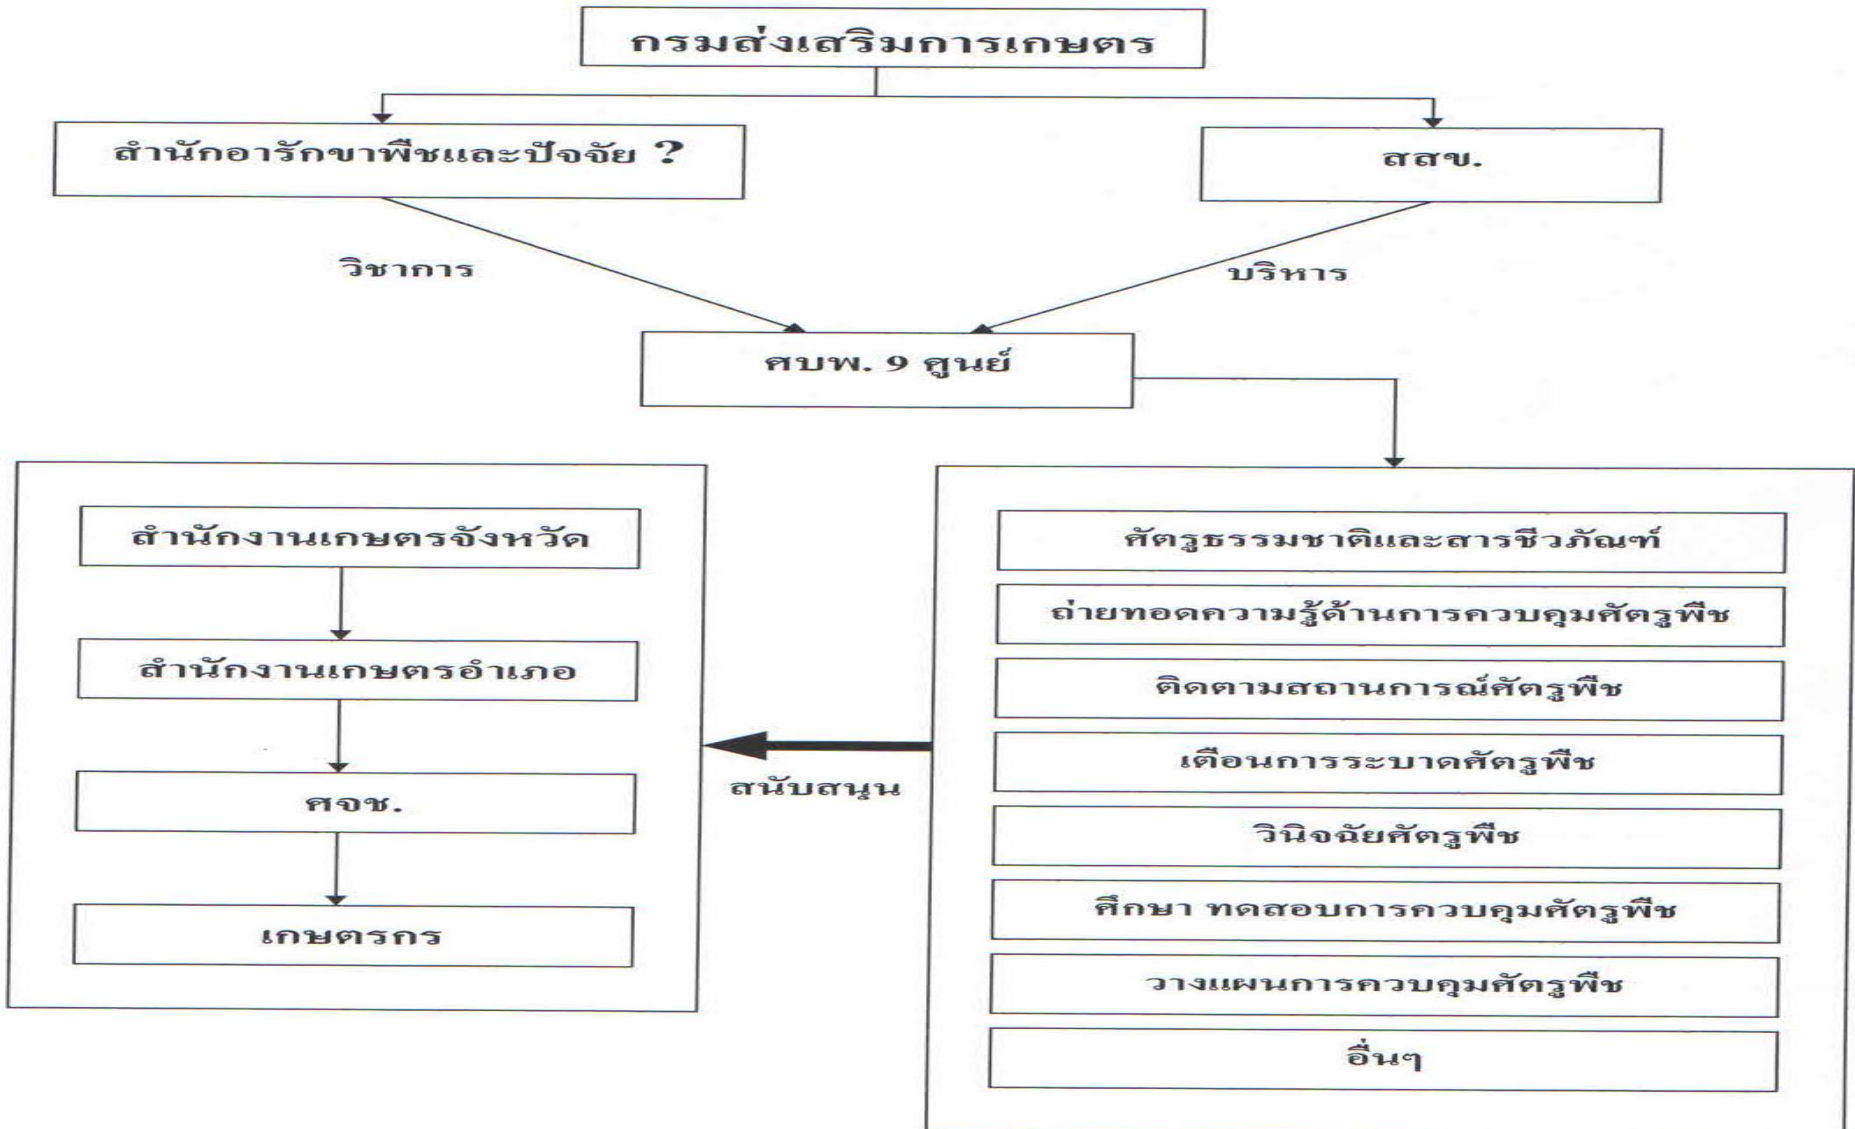 กรมส่งเสริมการเกษตร
สำนักอารักขาพืชและปัจจัย ?
สสข.
วิชาการ
บริหาร
ศบพ. 9 ศูนย์
สำนักงานเกษตรจังหวัด
สำนักงานเกษตรอำเภอ
ศจช.
เกษตรกร
สนับสนุน
ศัตรูธรรมชาติและสารชีวภัณฑ์
ถ่ายทอดความรู้ด้านการควบคุมศัตรูพืช
ติดตามสถานการณ์ศัตรูพืช
เตือนการระบาดศัตรูพืช
วินิจฉัยศัตรูพืช
ศึกษา ทดสอบการควบคุมศัตรูพืช
วางแผนการควบคุมศัตรูพืช
อื่นๆ